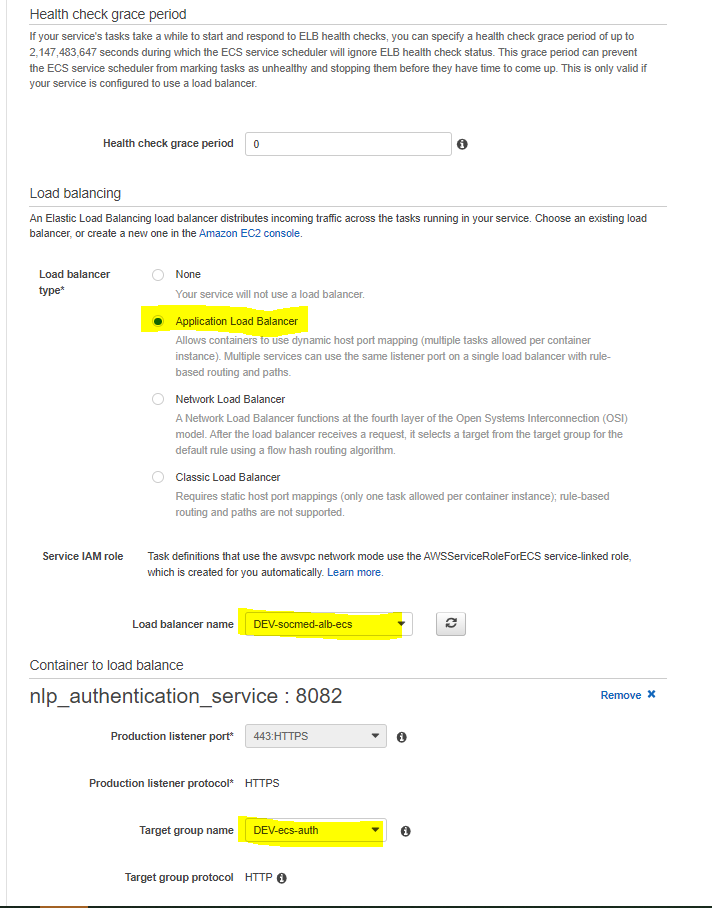 Health check grace period
If your service's tasks take a while to start and respond to ELB health checks, you can specify a health check grace period of up to
2,147,483,647 seconds during which the ECS service scheduler will ignore ELB health check status. This grace period can prevent
the ECS service scheduler from marking tasks as unhealthy and stopping them before they have time to come up. This is only valid if
your service is configured to use a load balancer.
Health check grace period 0
Load balancing
An Elastic Load Balancing load balancer distributes incoming traffic across the tasks running in your service. Choose an existing load
balancer, or create a new one in the Amazon EC2 console.
Load balancer
type*
None
Your service will not use a load balancer.
Application Load Balancer
Allows containers to use dynamic host port mapping (multiple tasks allowed per container
instance). Multiple services can use the same listener port on a single load balancer with rule-
based routing and paths.
Network Load Balancer
A Network Load Balancer functions at the fourth layer of the Open Systems Interconnection (OSI)
model. After the load balancer receives a request, it selects a target from the target group for the
default rule using a flow hash routing algorithm.
Classic Load Balancer
Requires static host port mappings (only one task allowed per container instance); rule-based
routing and paths are not supported.
Service IAM role Task definitions that use the awsvpc network mode use the AWSServiceRoleForECS service-linked role,
which is created for you automatically. Learn more.
Load balancer name DEV-socmed-alb-ecs
Container to load balance
nlp_authentication_service : 8082 Remove
Production listener port* 443:HTTPS
Production listener protocol* HTTPS
Target group name DEV-ecs-auth
Target group protocol HTTP